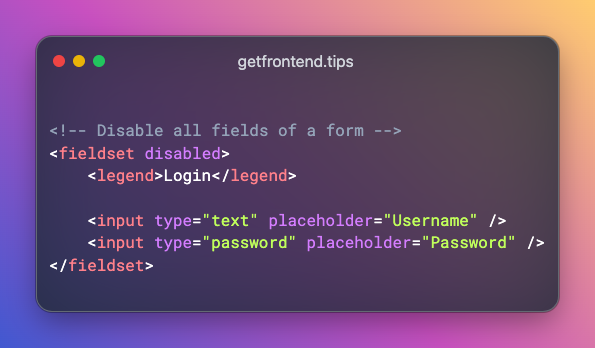 getfrontend.tips
<!-- Disable all fields of a form -->
<fieldset disabled>
    <legend>Login</legend>
    <input type="text" placeholder="Username" />
    <input type="password" placeholder="Password" />
</fieldset>